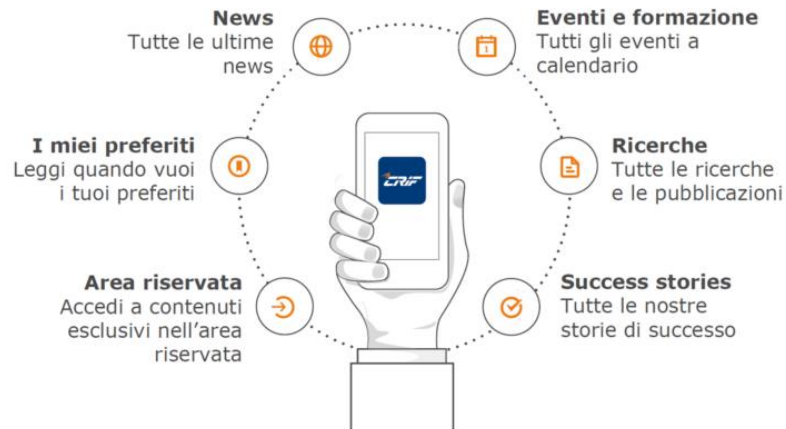 News
Tutte le ultime
news
Eventi e formazione
Tutti gli eventi a
calendario
I miei preferiti
Leggi quando vuoi
i tuoi preferiti
CRIF
Ricerche
Tutte le ricerche
e le pubblicazioni
Area riservata
Accedi a contenuti
esclusivi nell'area
riservata
Success stories
Tutte le nostre
storie di successo
1